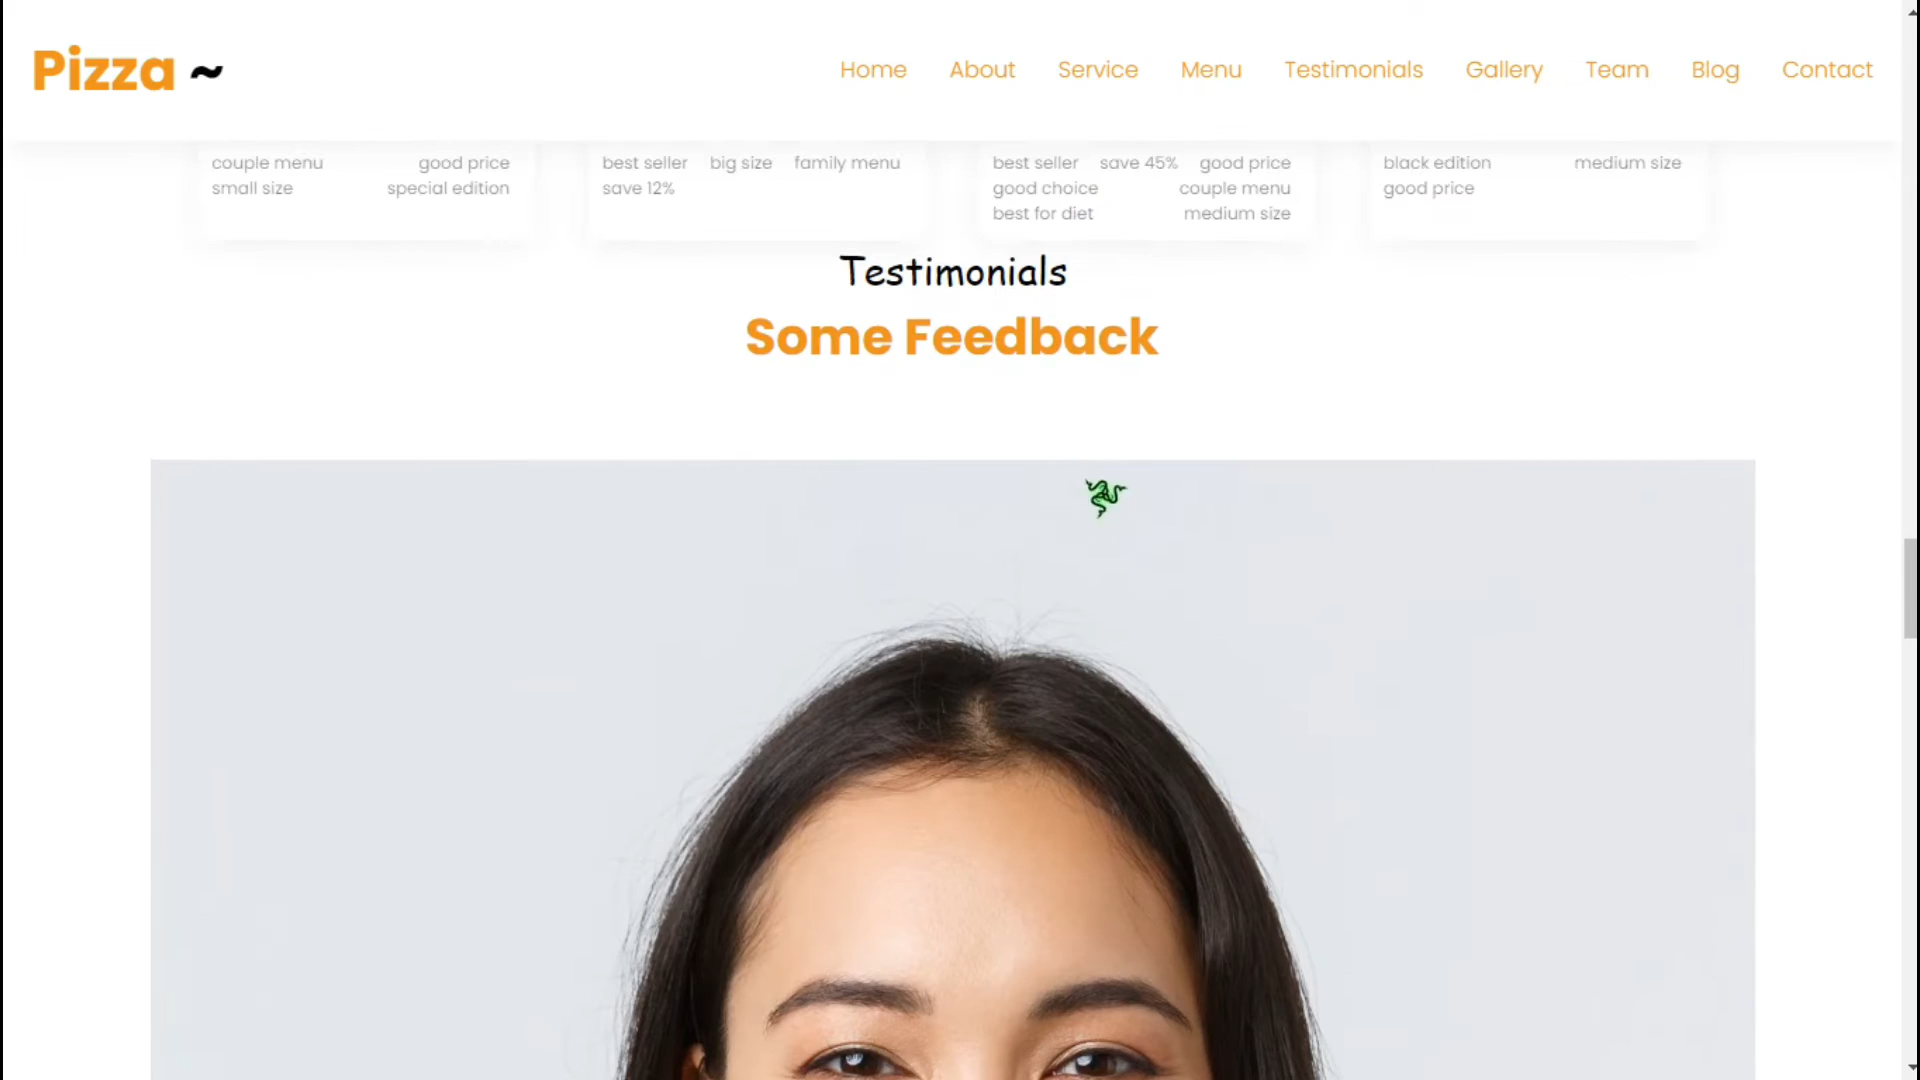 Pizza ~
Home About Service Menu Testimonials Gallery Team Blog Contact
couple menu good price
small size special edition
best seller big size family menu
save 12%
best seller save 45% good price
good choice couple menu
best for diet medium size
black edition medium size
good price
Testimonials
Some Feedback